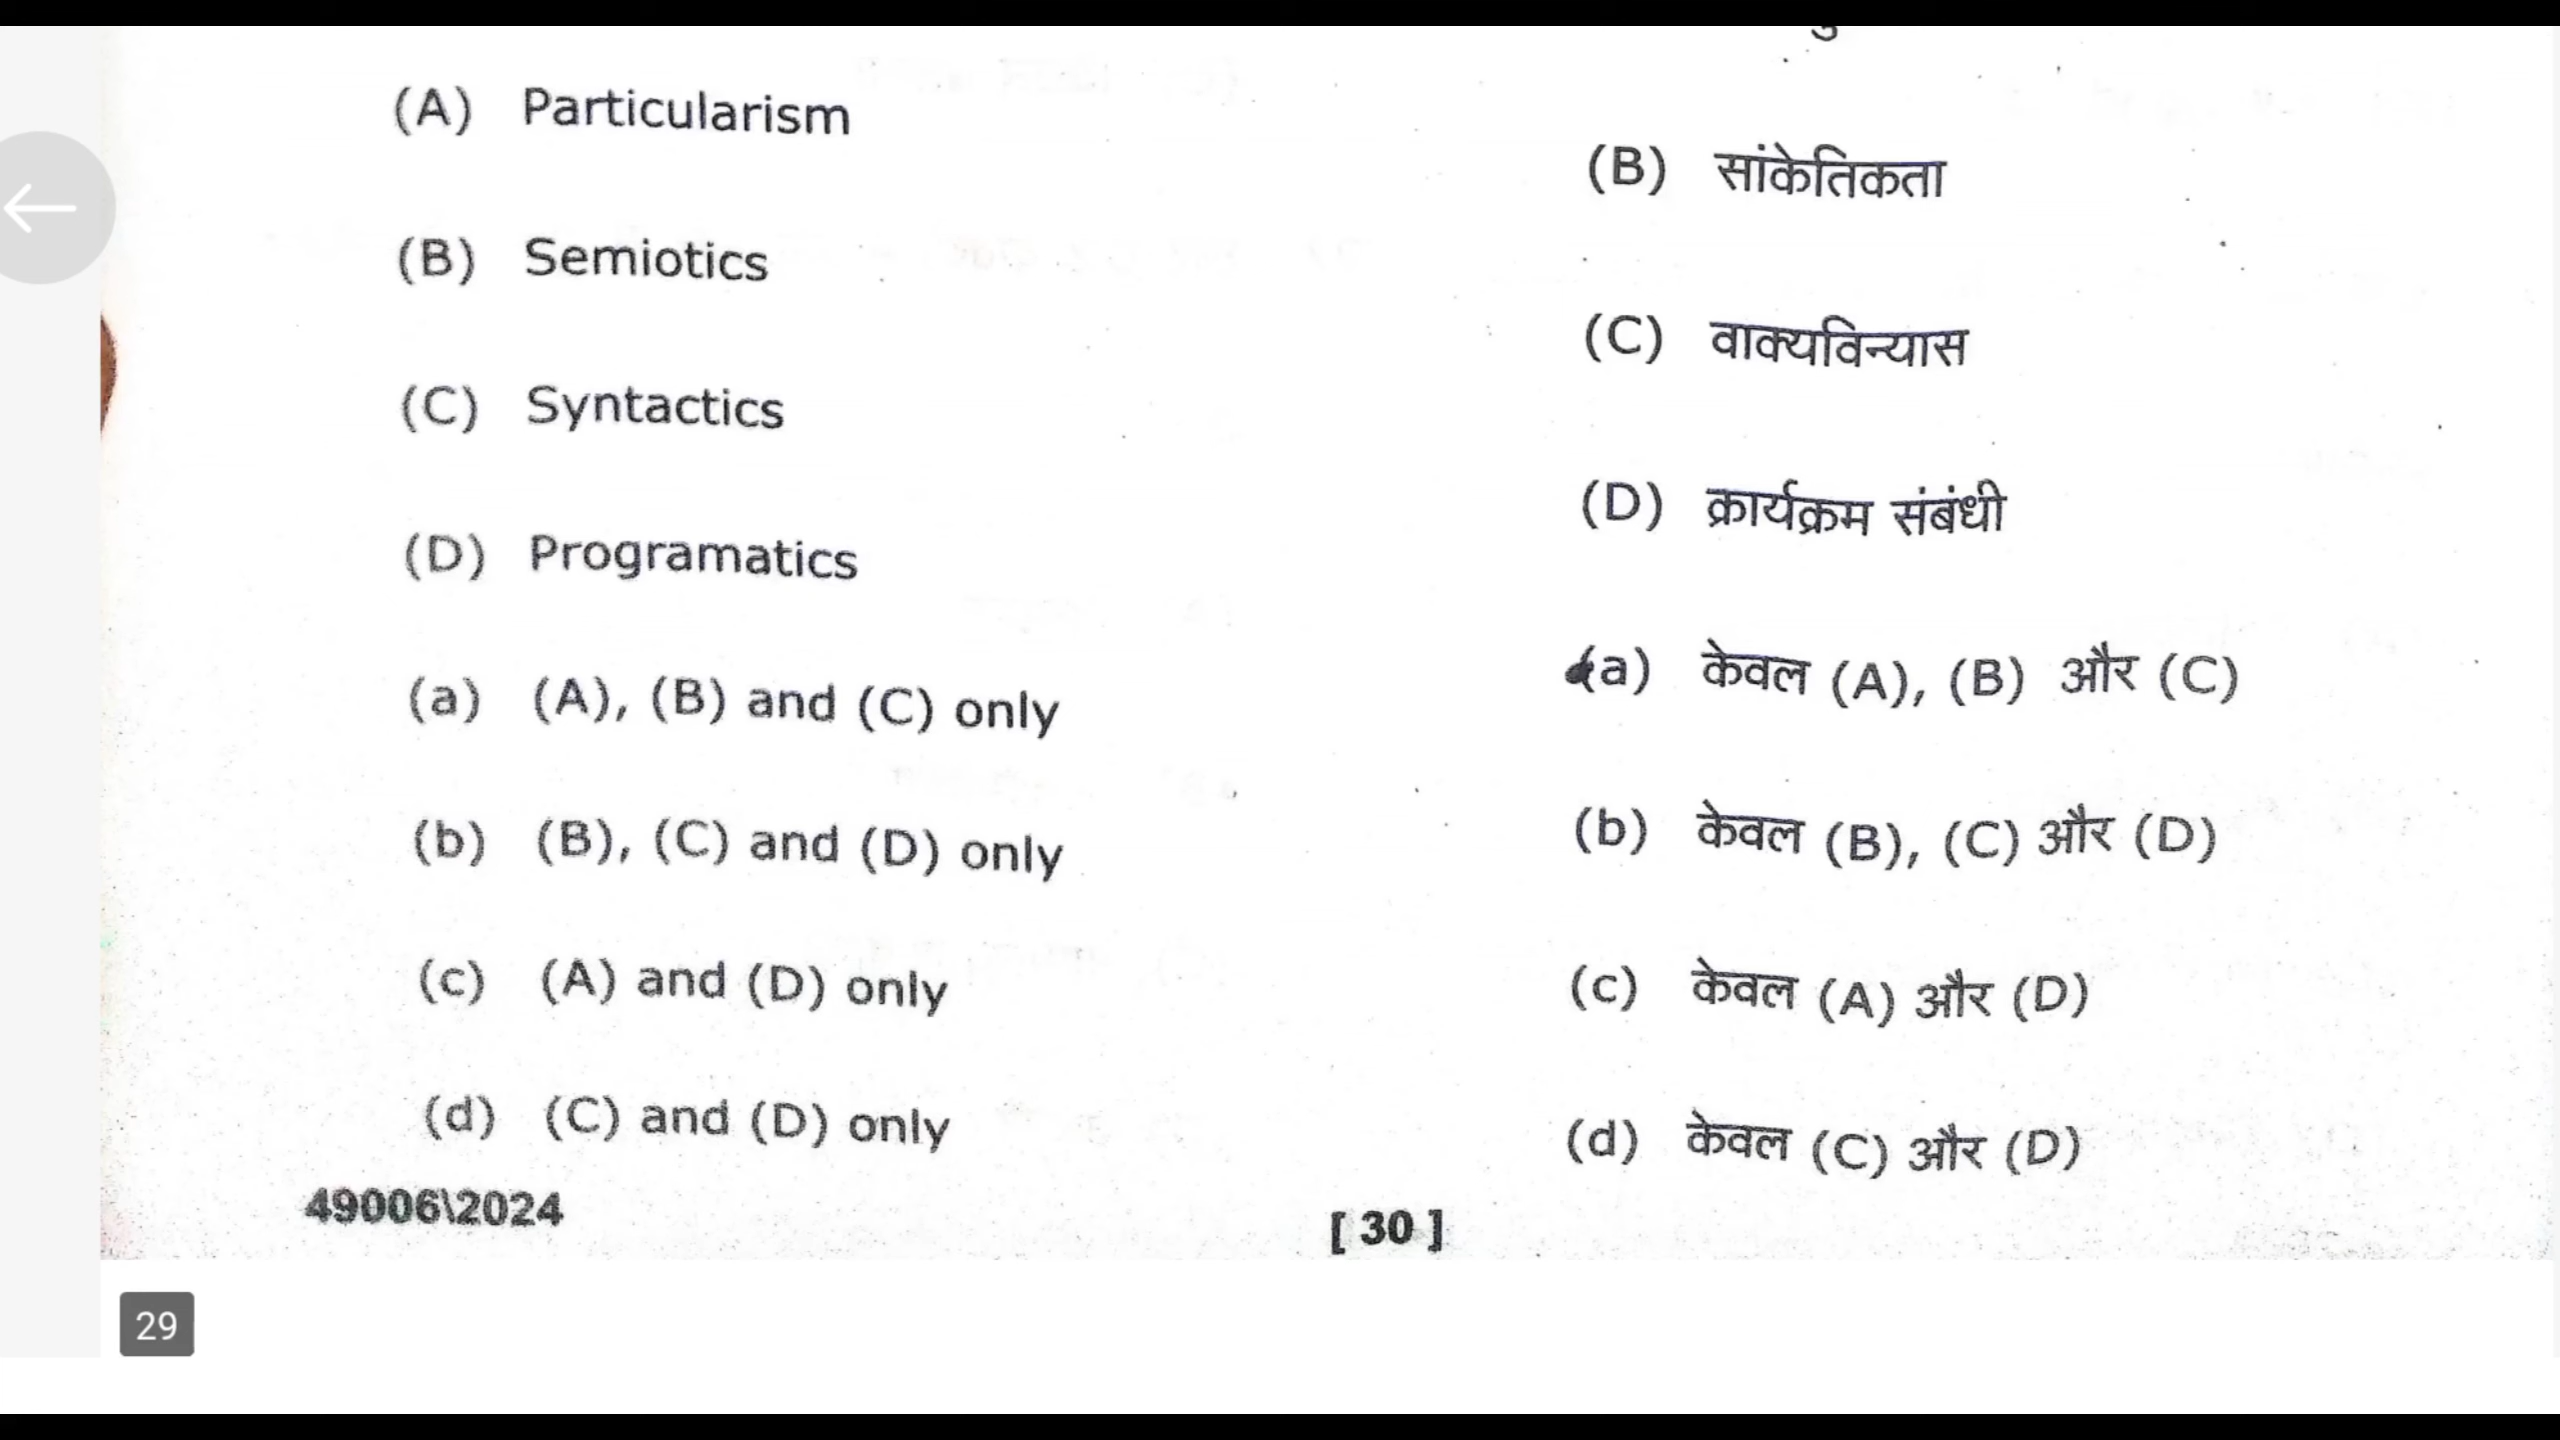 (A) Particularism
(B) Semiotics
(C) Syntactics
(D) Programatics
(a) (A), (B) and (C) only
(b) (B), (C) and (D) only
(c) (A) and (D) only
(d) (C) and (D) only
49006\2024
(B) सांकेतिकता
(C) वाक्यविन्यास
(D) क्रार्यक्रम संबंधी
(a) केवल (A), (B) और (C)
(b) केवल (B), (C) और (D)
(c) केवल (A) और (D)
(d) केवल (C) और (D)
[ 30 ]
29